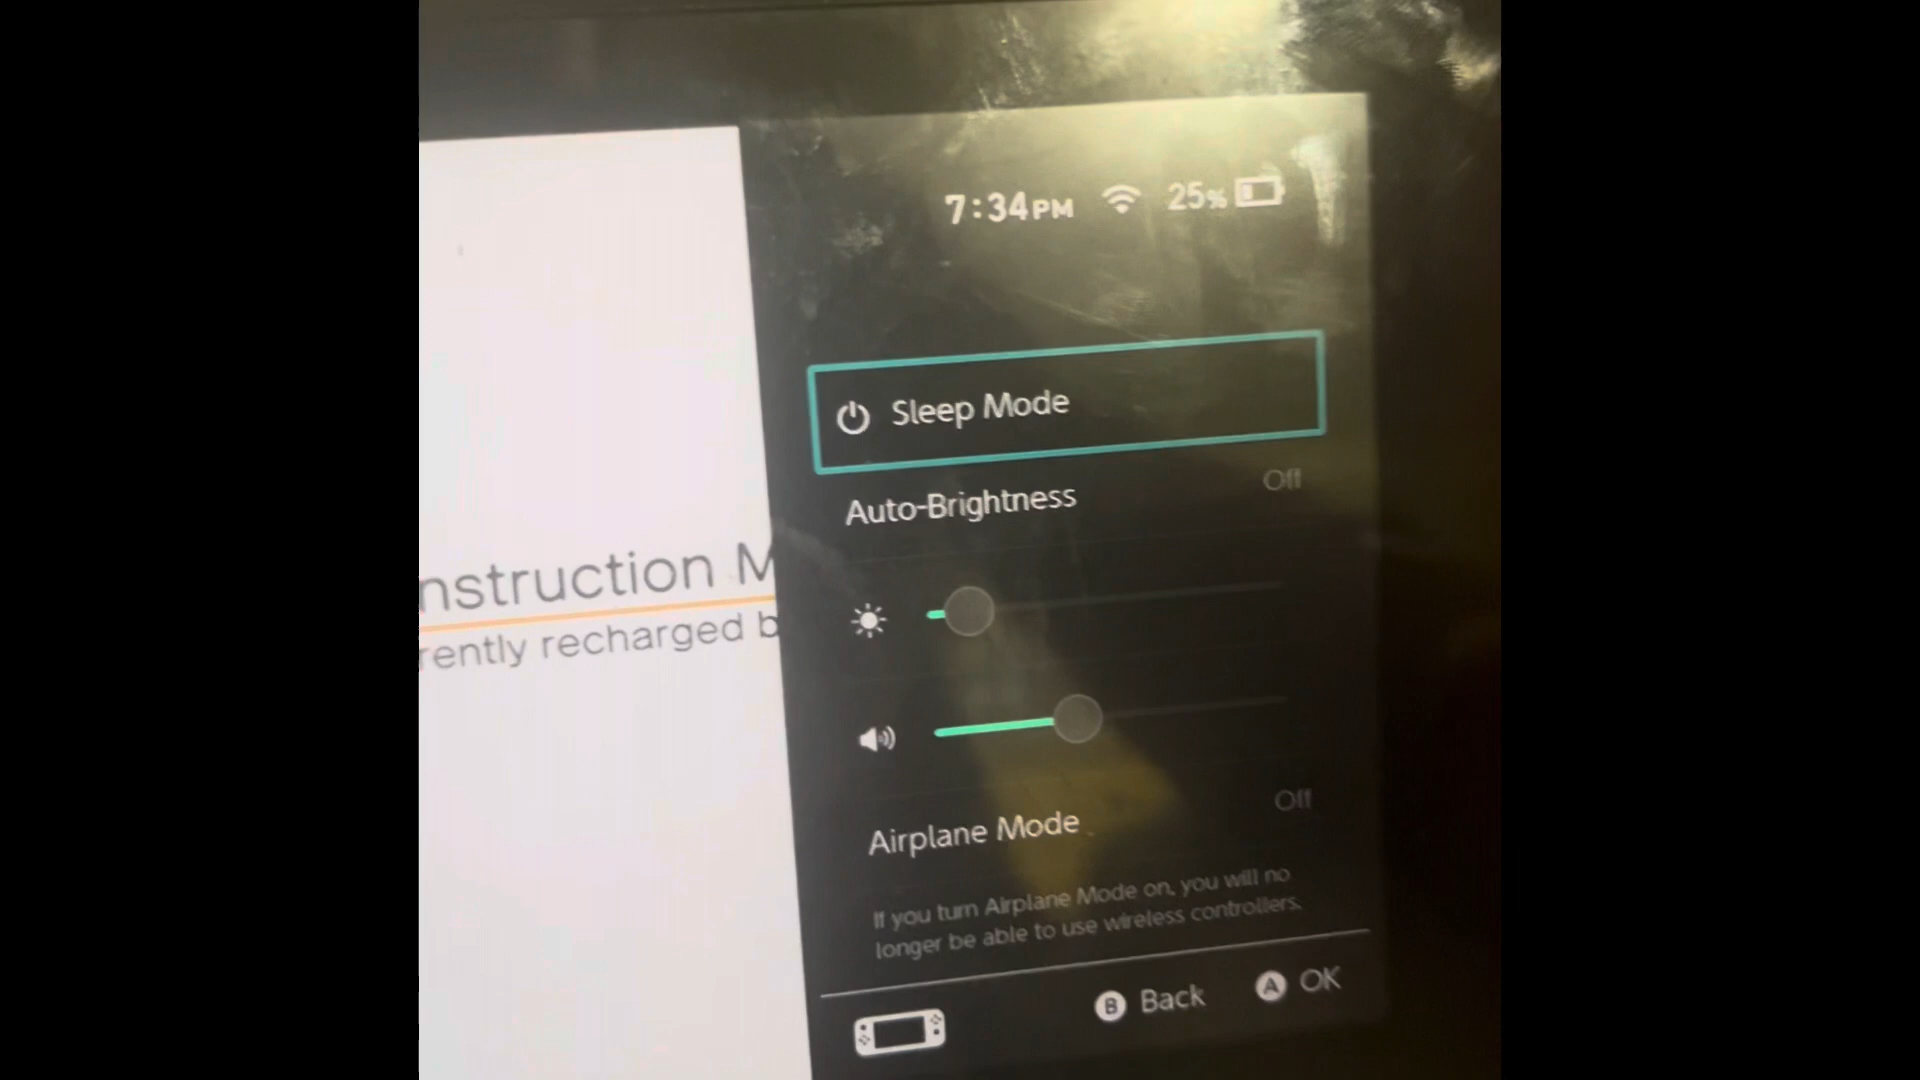 7:34PM 25%
Sleep Mode
Auto-Brightness Off
nstruction M
rently recharged b
Airplane Mode Off
If you turn Airplane Mode on, you will no
longer be able to use wireless controllers.
B Back A OK